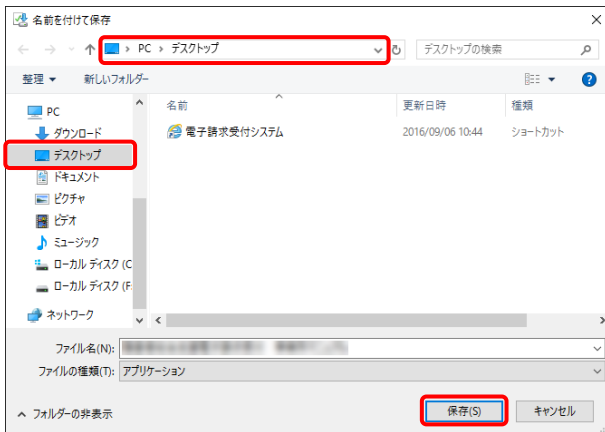 名前を付けて保存
PC › デスクトップ
デスクトップの検索
整理
新しいフォルダー
名前
更新日時
種類
PC
ダウンロード
デスクトップ
ドキュメント
ピクチャ
ビデオ
ミュージック
ローカル ディスク (C
ローカル ディスク (F:
ネットワーク
電子請求受付システム
2016/09/06 10:44
ショートカット
ファイル名(N):
ファイルの種類(T): アプリケーション
フォルダーの非表示
保存(S)
キャンセル